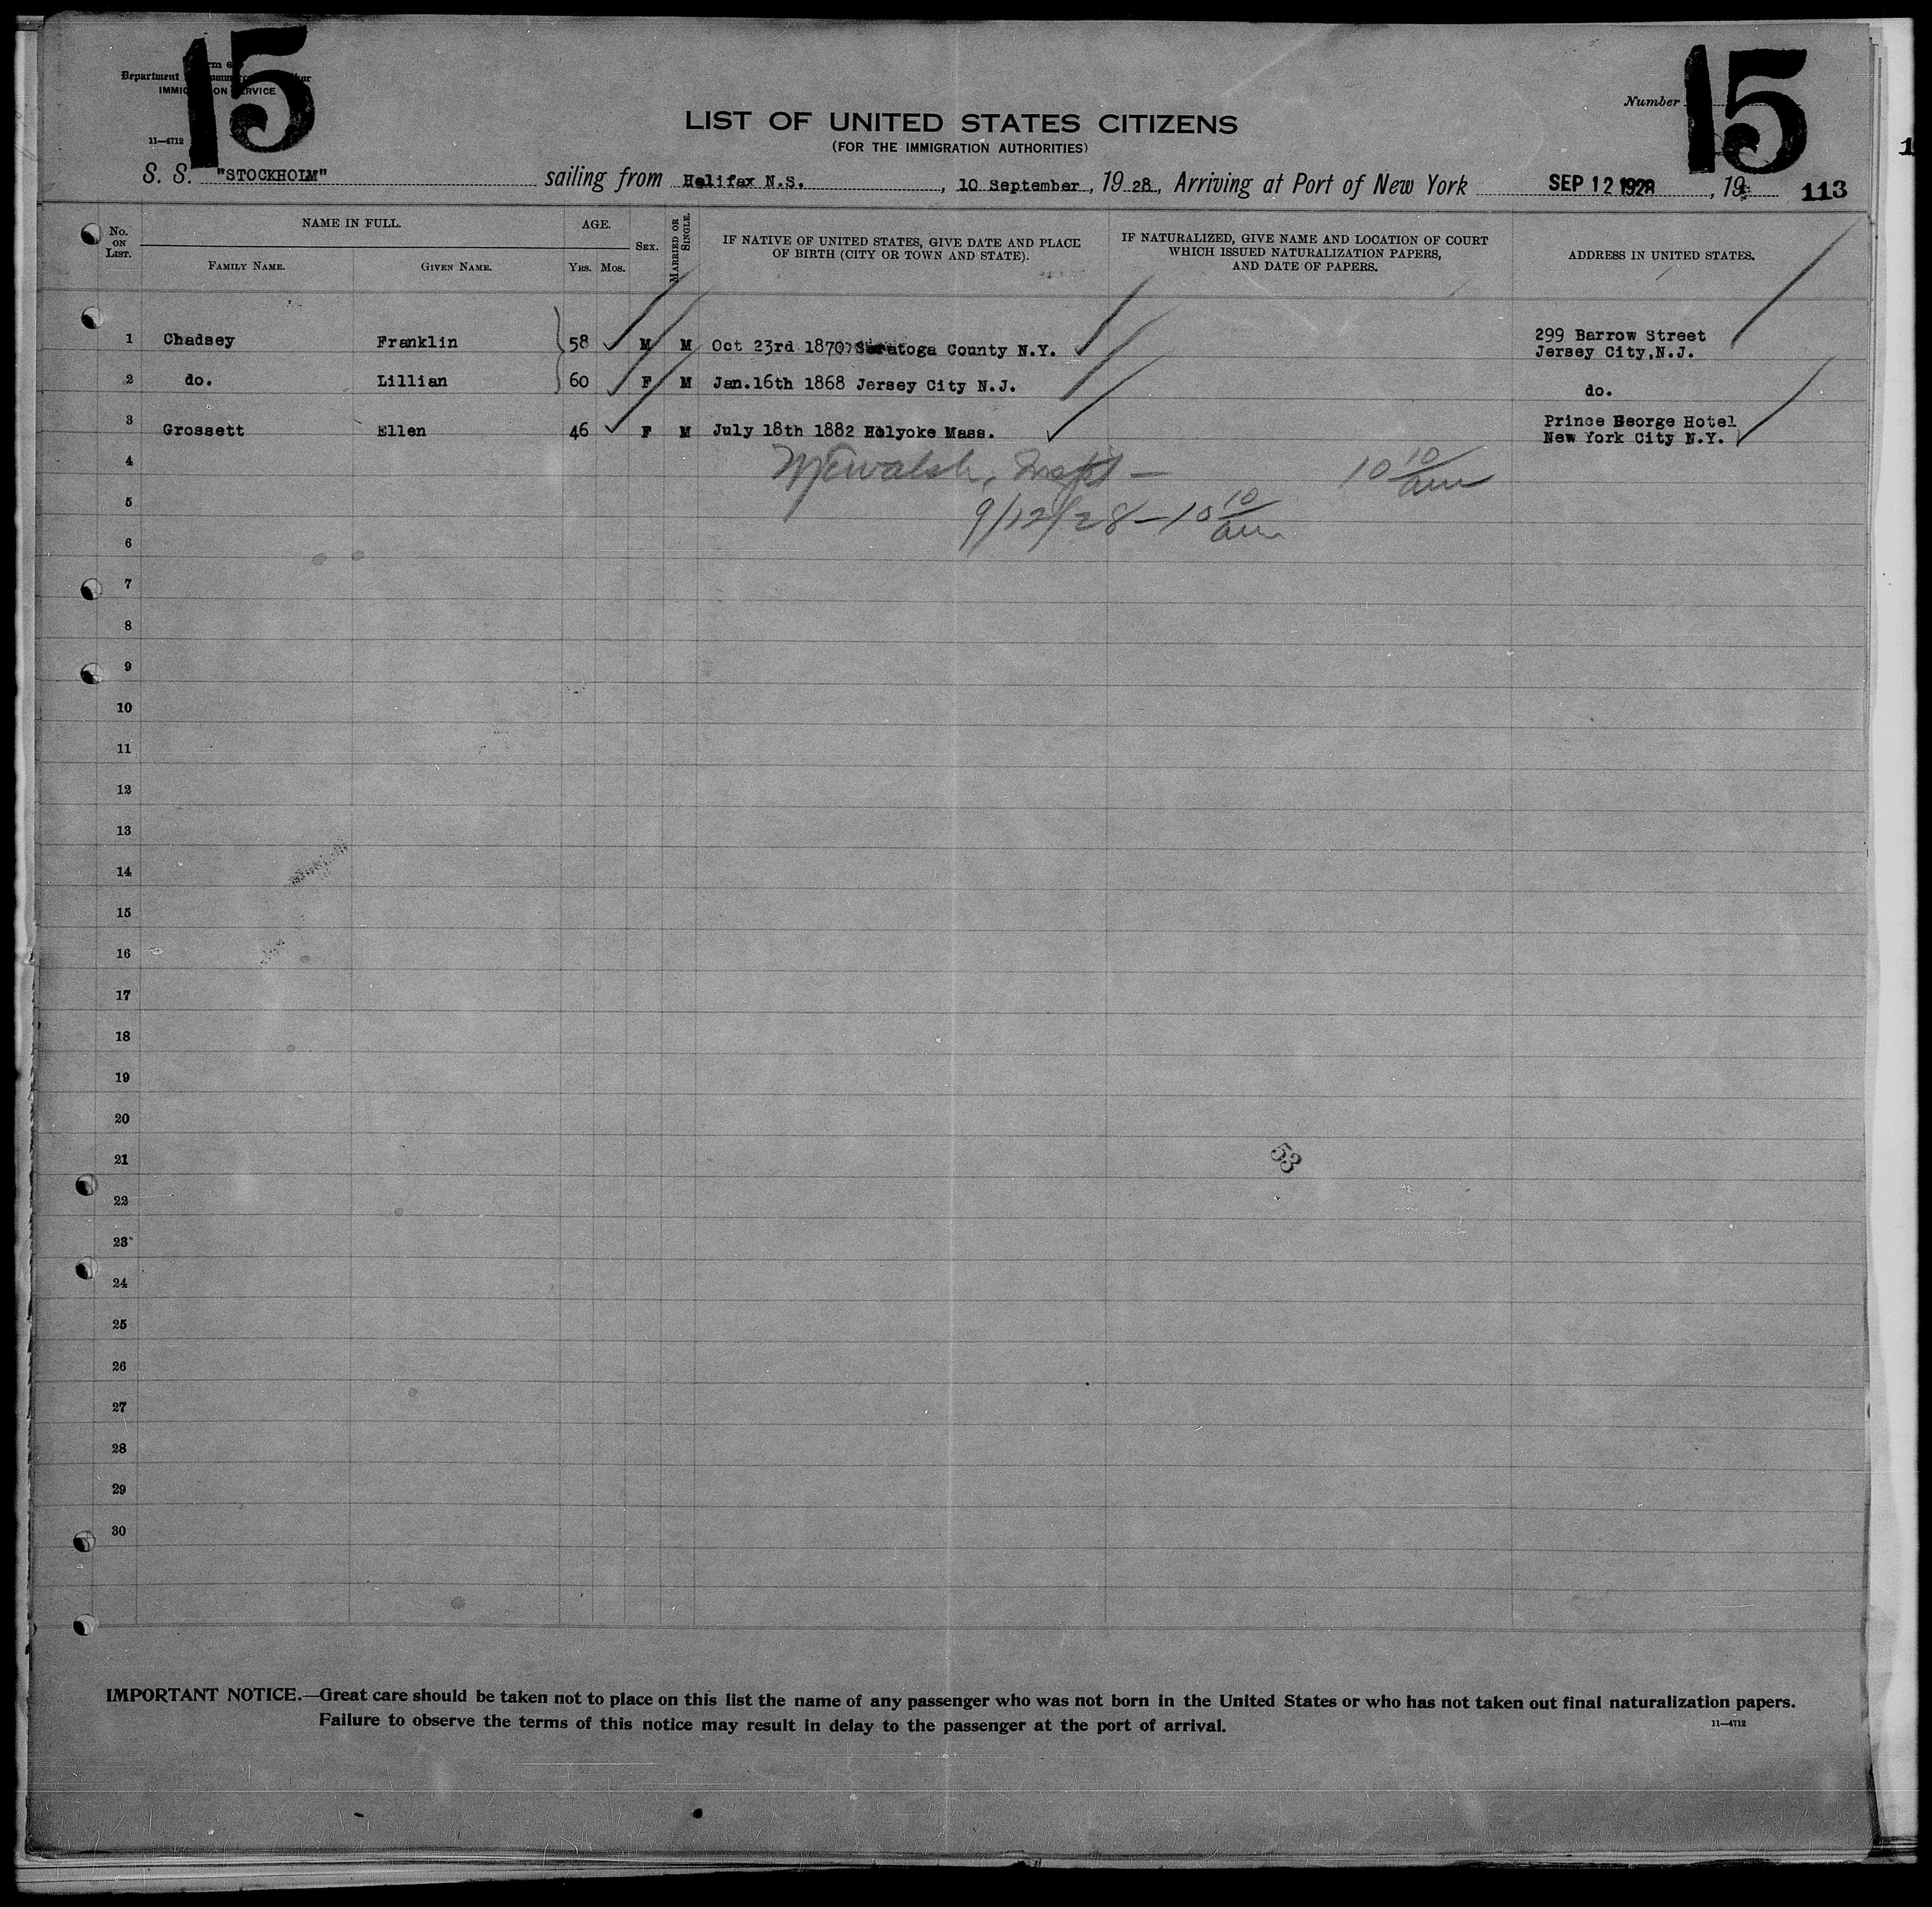 15
15
Department
IMMIGRATION SERVICE
11—4712
Number
LIST OF UNITED STATES CITIZENS
(FOR THE IMMIGRATION AUTHORITIES)
S. S. "STOCKHOLM" sailing from Halifax N.S., 10 September, 19 28, Arriving at Port of New York SEP 12 1928, 19 113
No. ON LIST.
NAME IN FULL.
FAMILY NAME.
GIVEN NAME.
AGE.
YRS. MOS.
SEX.
MARRIED OR SINGLE.
IF NATIVE OF UNITED STATES, GIVE DATE AND PLACE
OF BIRTH (CITY OR TOWN AND STATE).
IF NATURALIZED, GIVE NAME AND LOCATION OF COURT
WHICH ISSUED NATURALIZATION PAPERS,
AND DATE OF PAPERS.
ADDRESS IN UNITED STATES.
1 Chadsey Franklin 58 M M Oct 23rd 1870 Saratoga County N.Y. 299 Barrow Street
Jersey City, N.J.
2 do. Lillian 60 F M Jan.16th 1868 Jersey City N.J. do.
3 Grossett Ellen 46 F M July 18th 1882 Holyoke Mass. Prince George Hotel
New York City N.Y.
4 Walsh, Inspt — 10 10/am
5 9/12/28 — 10 10/am
6
7
8
9
10
11
12
13
14
15
16
17
18
19
20
21
22
23
24
25
26
27
28
29
30
IMPORTANT NOTICE.—Great care should be taken not to place on this list the name of any passenger who was not born in the United States or who has not taken out final naturalization papers.
Failure to observe the terms of this notice may result in delay to the passenger at the port of arrival.
11—4712